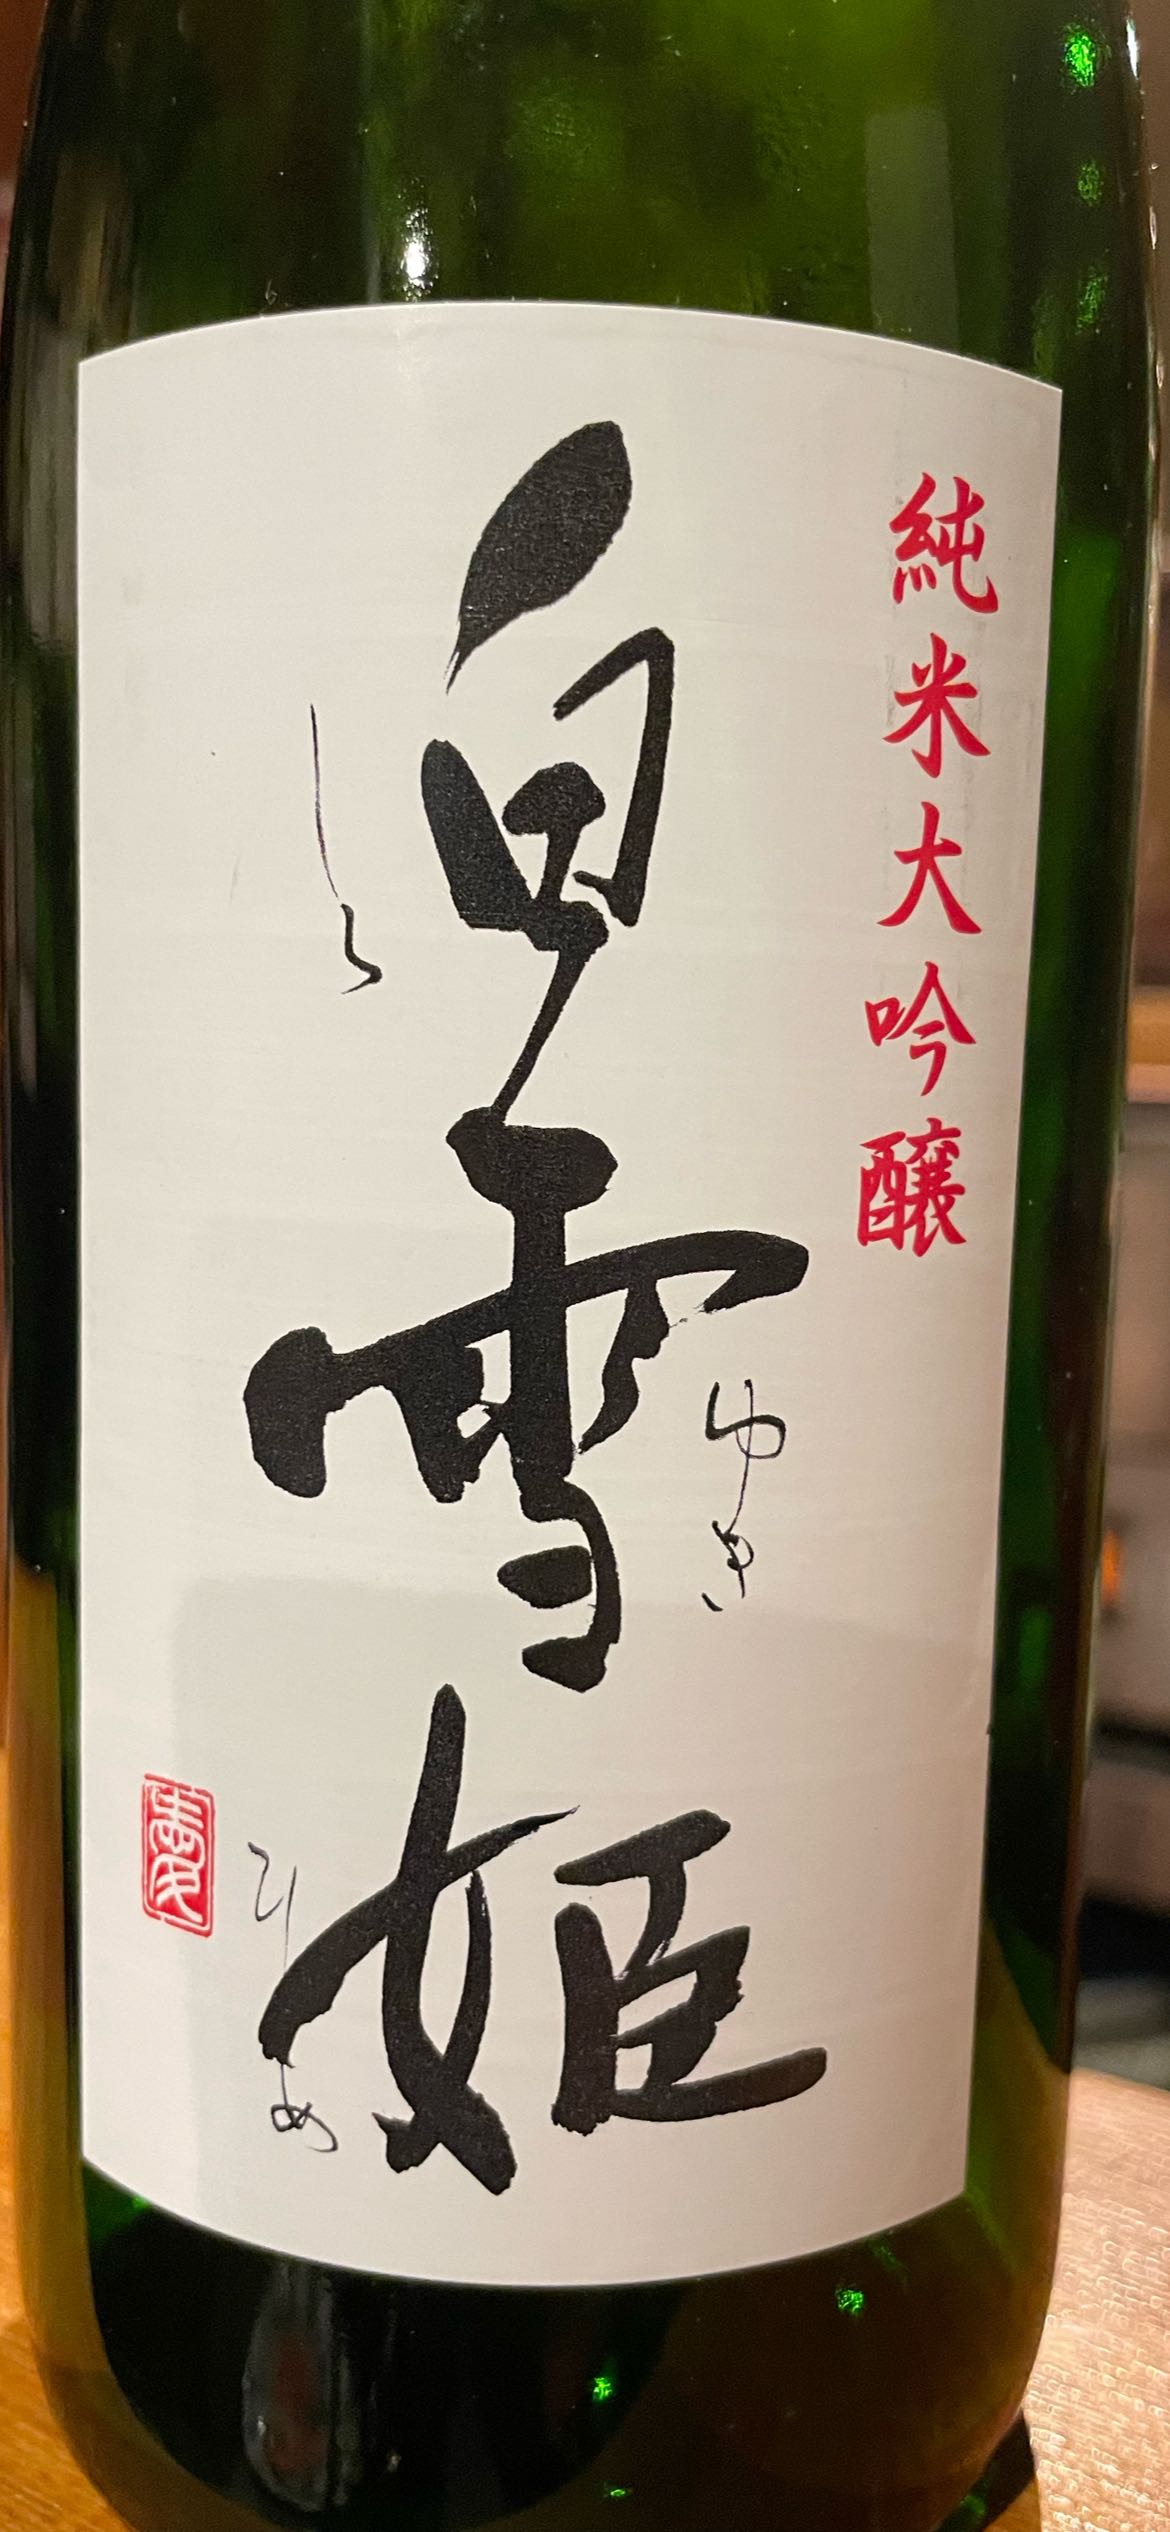 純米大吟醸
白雪姫
しら
ゆき
ひめ